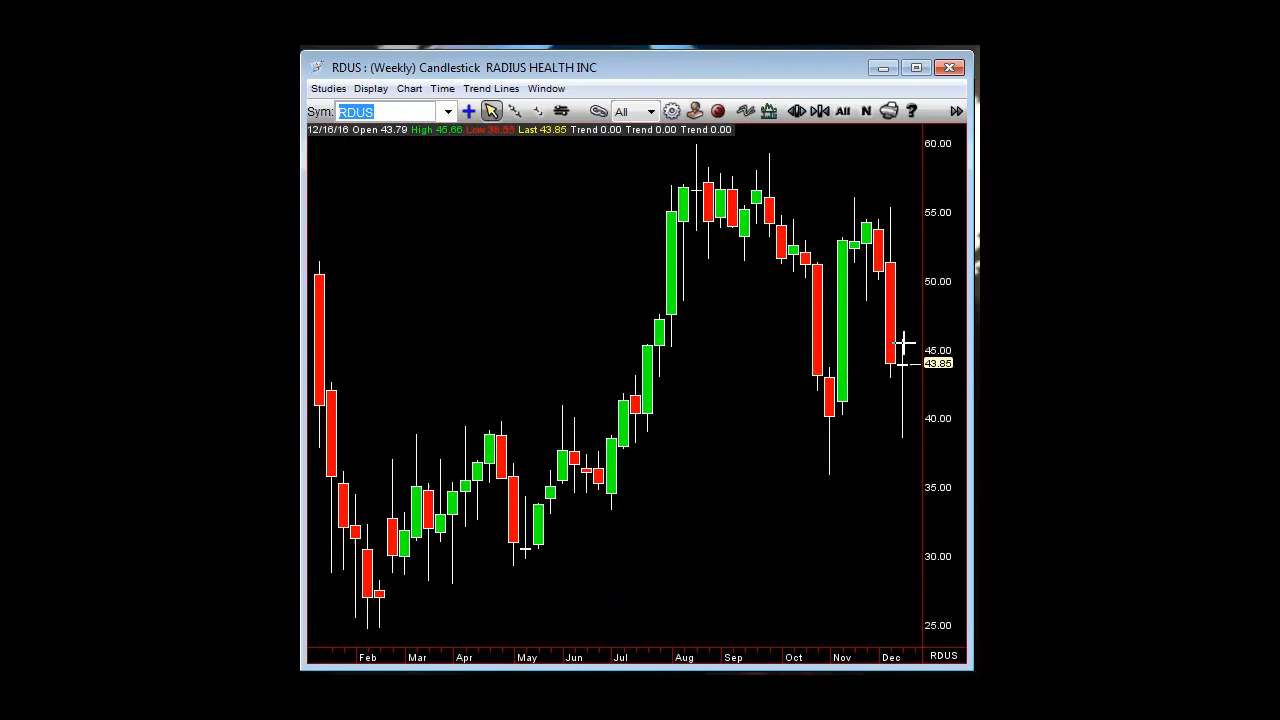 RDUS : (Weekly) Candlestick RADIUS HEALTH INC
Studies Display Chart Time Trend Lines Window
Sym: RDUS All All N ?
12/16/16 Open 43.79 High 45.66 Low 38.55 Last 43.85 Trend 0.00 Trend 0.00 Trend 0.00
60.00
55.00
50.00
45.00
43.85
40.00
35.00
30.00
25.00
Feb Mar Apr May Jun Jul Aug Sep Oct Nov Dec RDUS